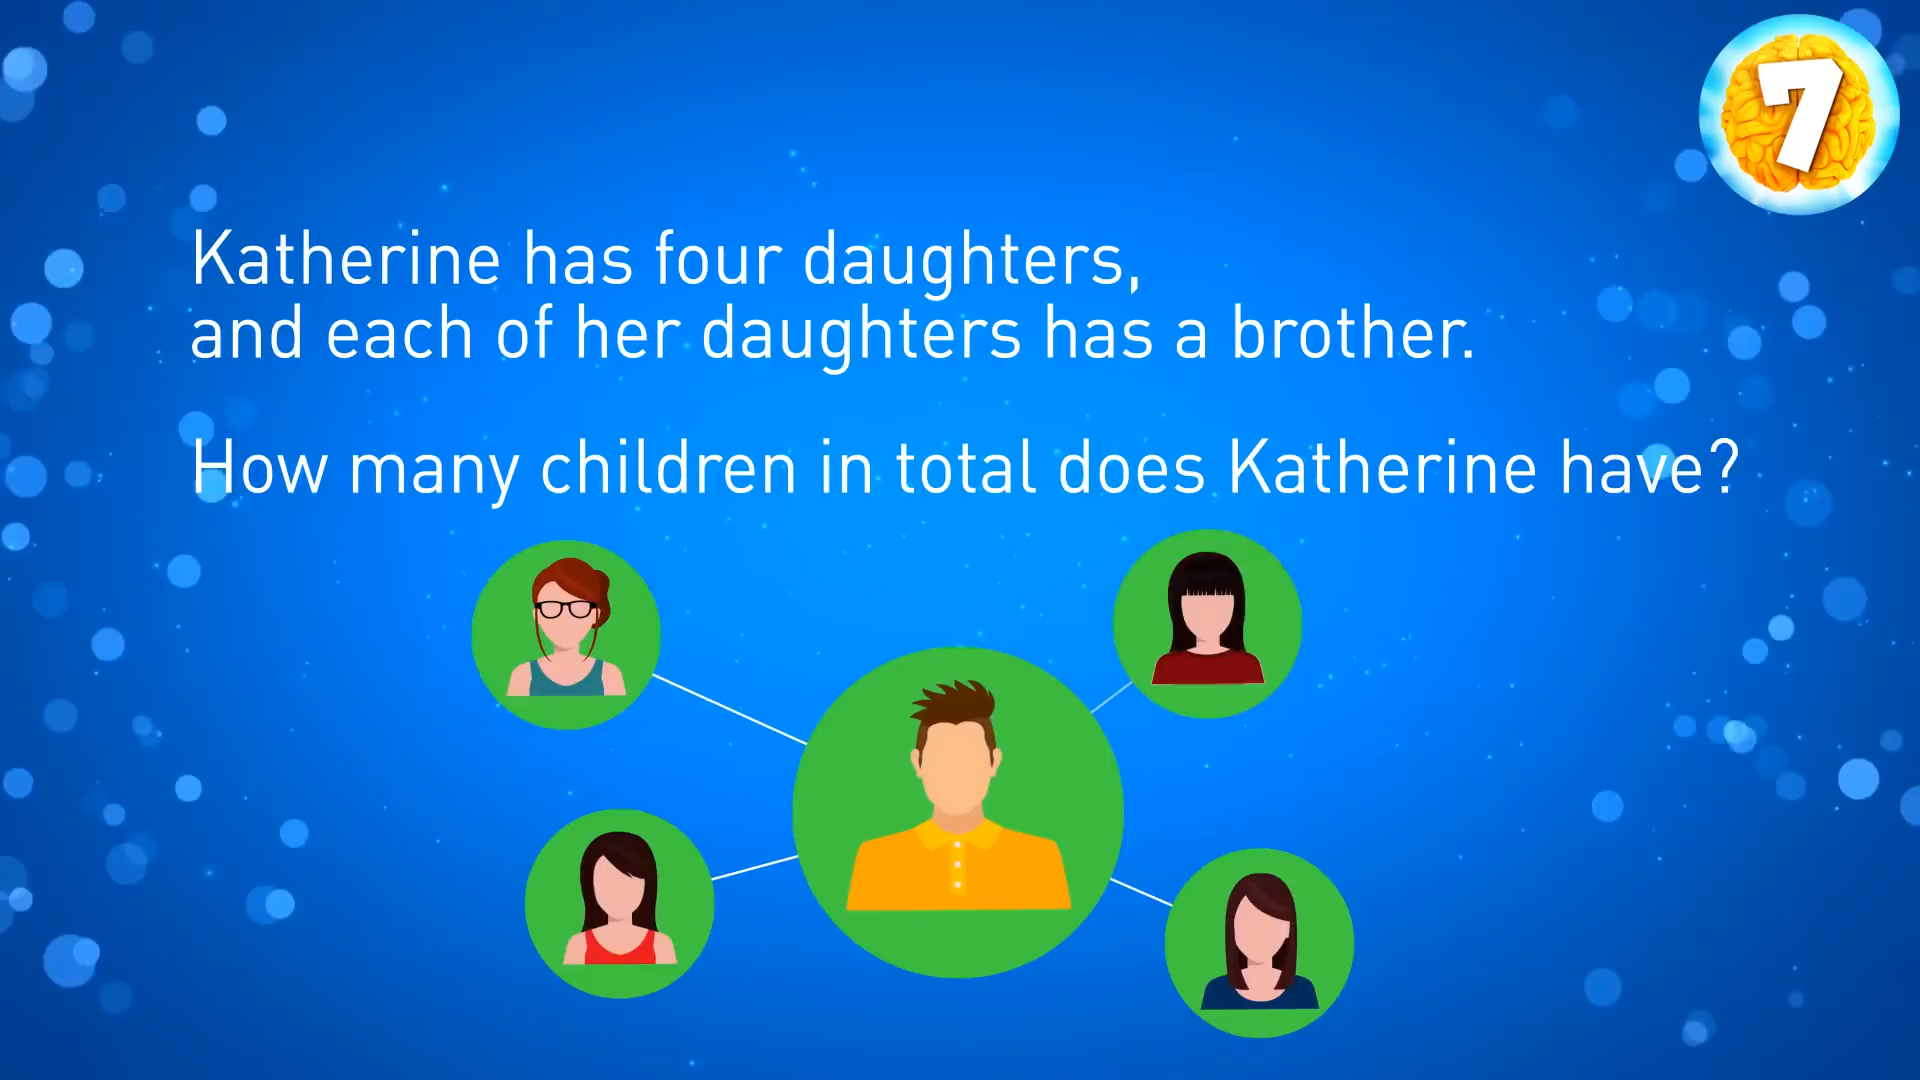 7
Katherine has four daughters,
and each of her daughters has a brother.
How many children in total does Katherine have?